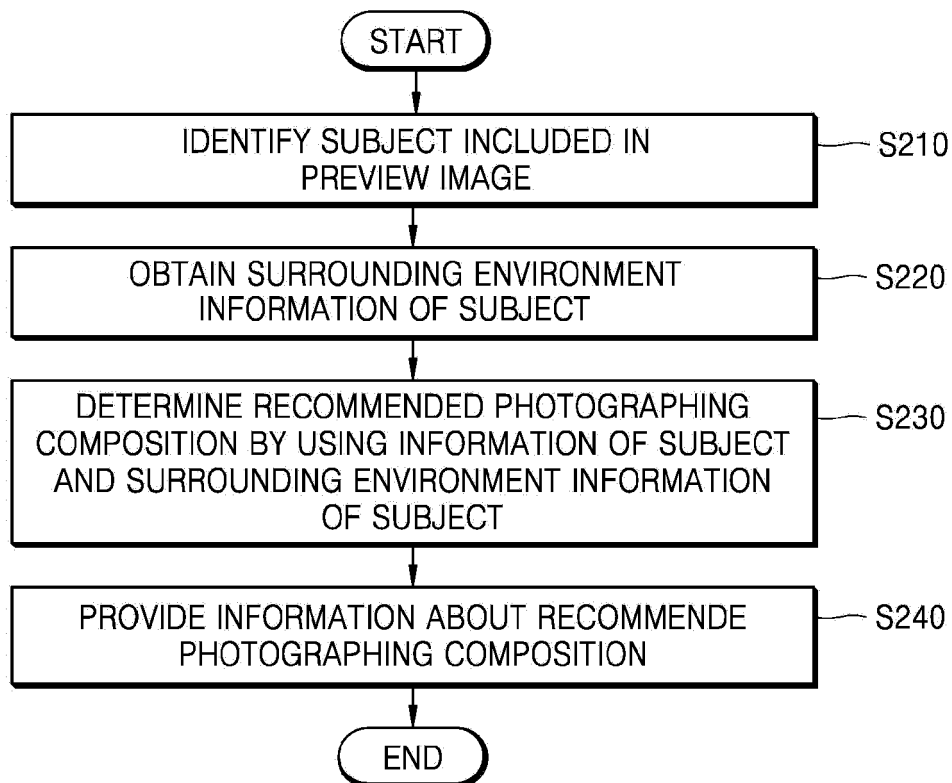 START
IDENTIFY SUBJECT INCLUDED IN
PREVIEW IMAGE
S210
OBTAIN SURROUNDING ENVIRONMENT
INFORMATION OF SUBJECT
S220
DETERMINE RECOMMENDED PHOTOGRAPHING
COMPOSITION BY USING INFORMATION OF SUBJECT
AND SURROUNDING ENVIRONMENT INFORMATION
OF SUBJECT
S230
PROVIDE INFORMATION ABOUT RECOMMENDE
PHOTOGRAPHING COMPOSITION
S240
END